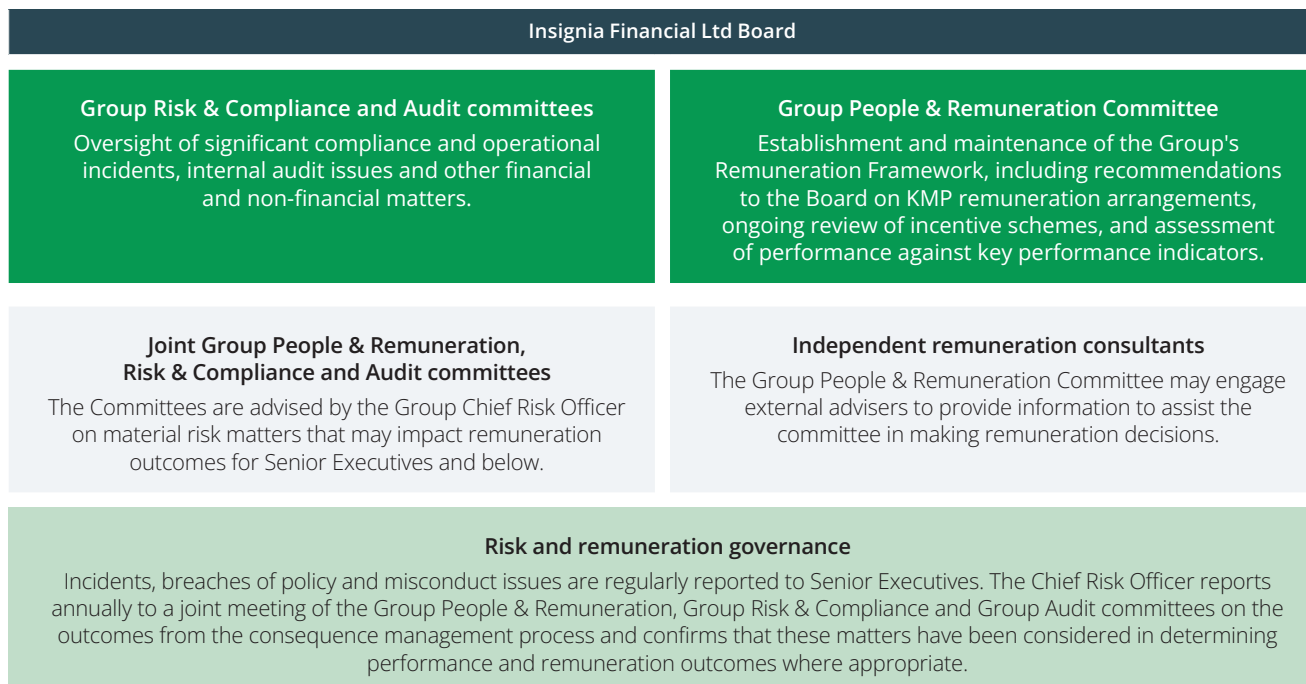 Insignia Financial Ltd Board
Group Risk & Compliance and Audit committees
Oversight of significant compliance and operational
incidents, internal audit issues and other financial
and non-financial matters.
Group People & Remuneration Committee
Establishment and maintenance of the Group's
Remuneration Framework, including recommendations
to the Board on KMP remuneration arrangements,
ongoing review of incentive schemes, and assessment
of performance against key performance indicators.
Joint Group People & Remuneration,
Risk & Compliance and Audit committees
The Committees are advised by the Group Chief Risk Officer
on material risk matters that may impact remuneration
outcomes for Senior Executives and below.
Independent remuneration consultants
The Group People & Remuneration Committee may engage
external advisers to provide information to assist the
committee in making remuneration decisions.
Risk and remuneration governance
Incidents, breaches of policy and misconduct issues are regularly reported to Senior Executives. The Chief Risk Officer reports
annually to a joint meeting of the Group People & Remuneration, Group Risk & Compliance and Group Audit committees on the
outcomes from the consequence management process and confirms that these matters have been considered in determining
performance and remuneration outcomes where appropriate.